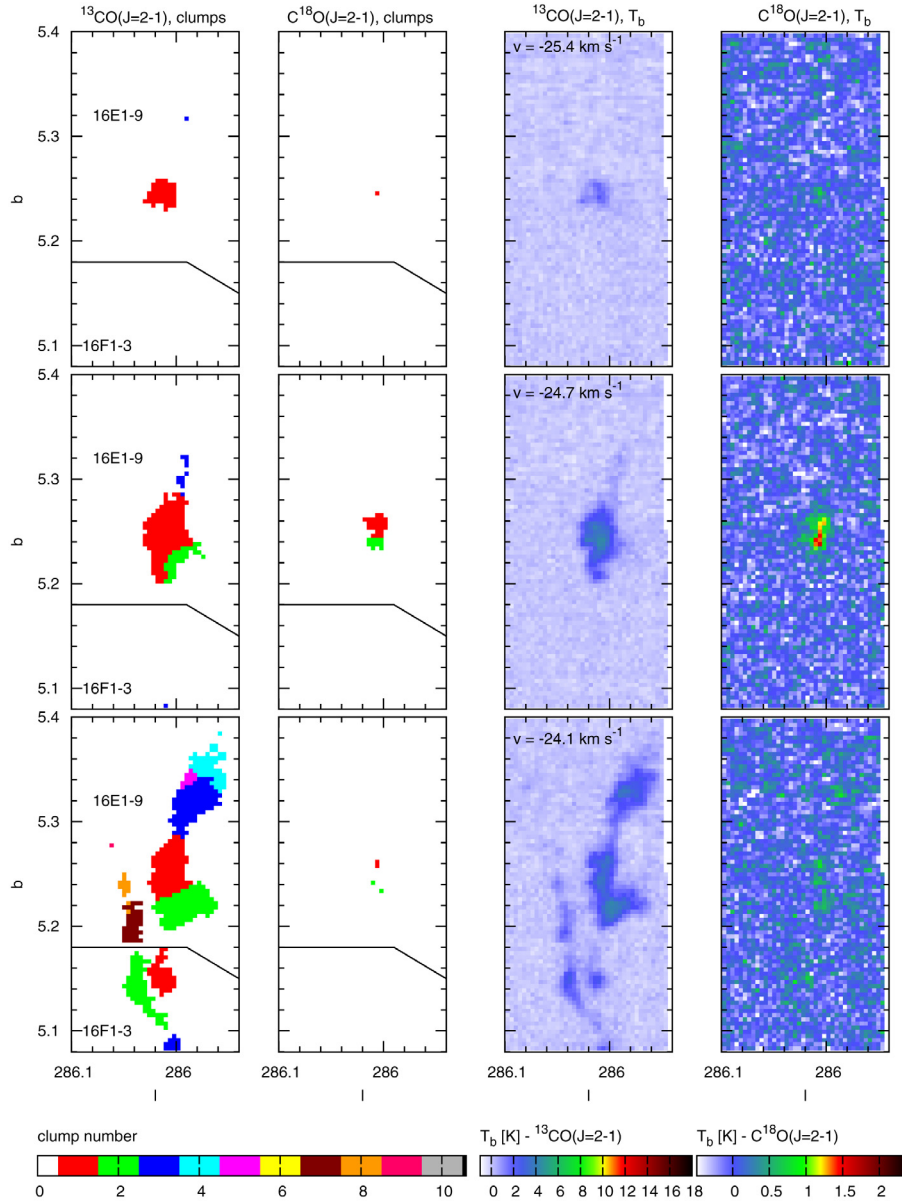 ¹³CO(J=2-1), clumps
C¹⁸O(J=2-1), clumps
¹³CO(J=2-1), T_b
C¹⁸O(J=2-1), T_b
5.4
5.3
5.2
5.1
b
16E1-9
16F1-3
v = -25.4 km s⁻¹
5.4
5.3
5.2
5.1
b
16E1-9
16F1-3
v = -24.7 km s⁻¹
5.4
5.3
5.2
5.1
b
16E1-9
16F1-3
v = -24.1 km s⁻¹
286.1 286
286.1 286
286.1 286
286.1 286
l
l
l
l
clump number
0 2 4 6 8 10
T_b [K] - ¹³CO(J=2-1)
0 2 4 6 8 10 12 14 16 18
T_b [K] - C¹⁸O(J=2-1)
0 0.5 1 1.5 2